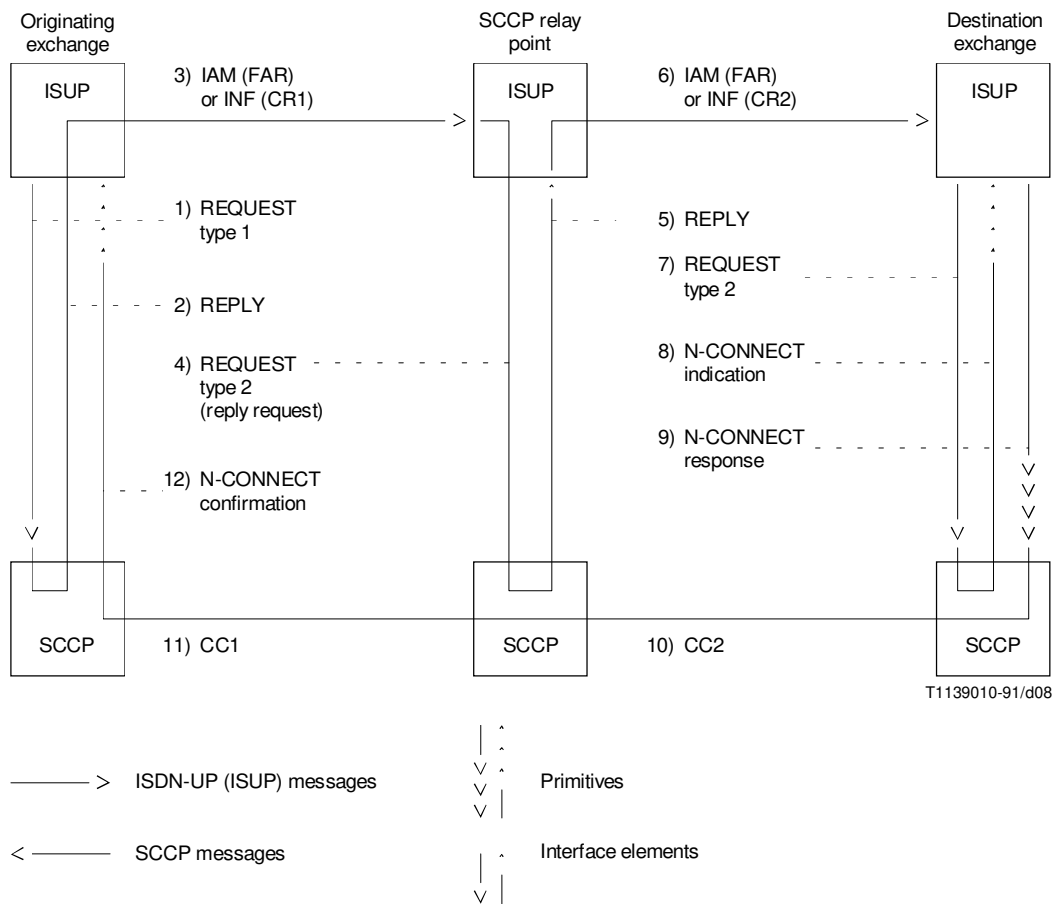 Originating
exchange
SCCP relay
point
Destination
exchange
ISUP
3) IAM (FAR)
or INF (CR1)
ISUP
6) IAM (FAR)
or INF (CR2)
ISUP
1) REQUEST
type 1
5) REPLY
7) REQUEST
type 2
2) REPLY
4) REQUEST
type 2
(reply request)
8) N-CONNECT
indication
9) N-CONNECT
response
12) N-CONNECT
confirmation
SCCP
11) CC1
SCCP
10) CC2
SCCP
T1139010-91/d08
ISDN-UP (ISUP) messages
Primitives
SCCP messages
Interface elements